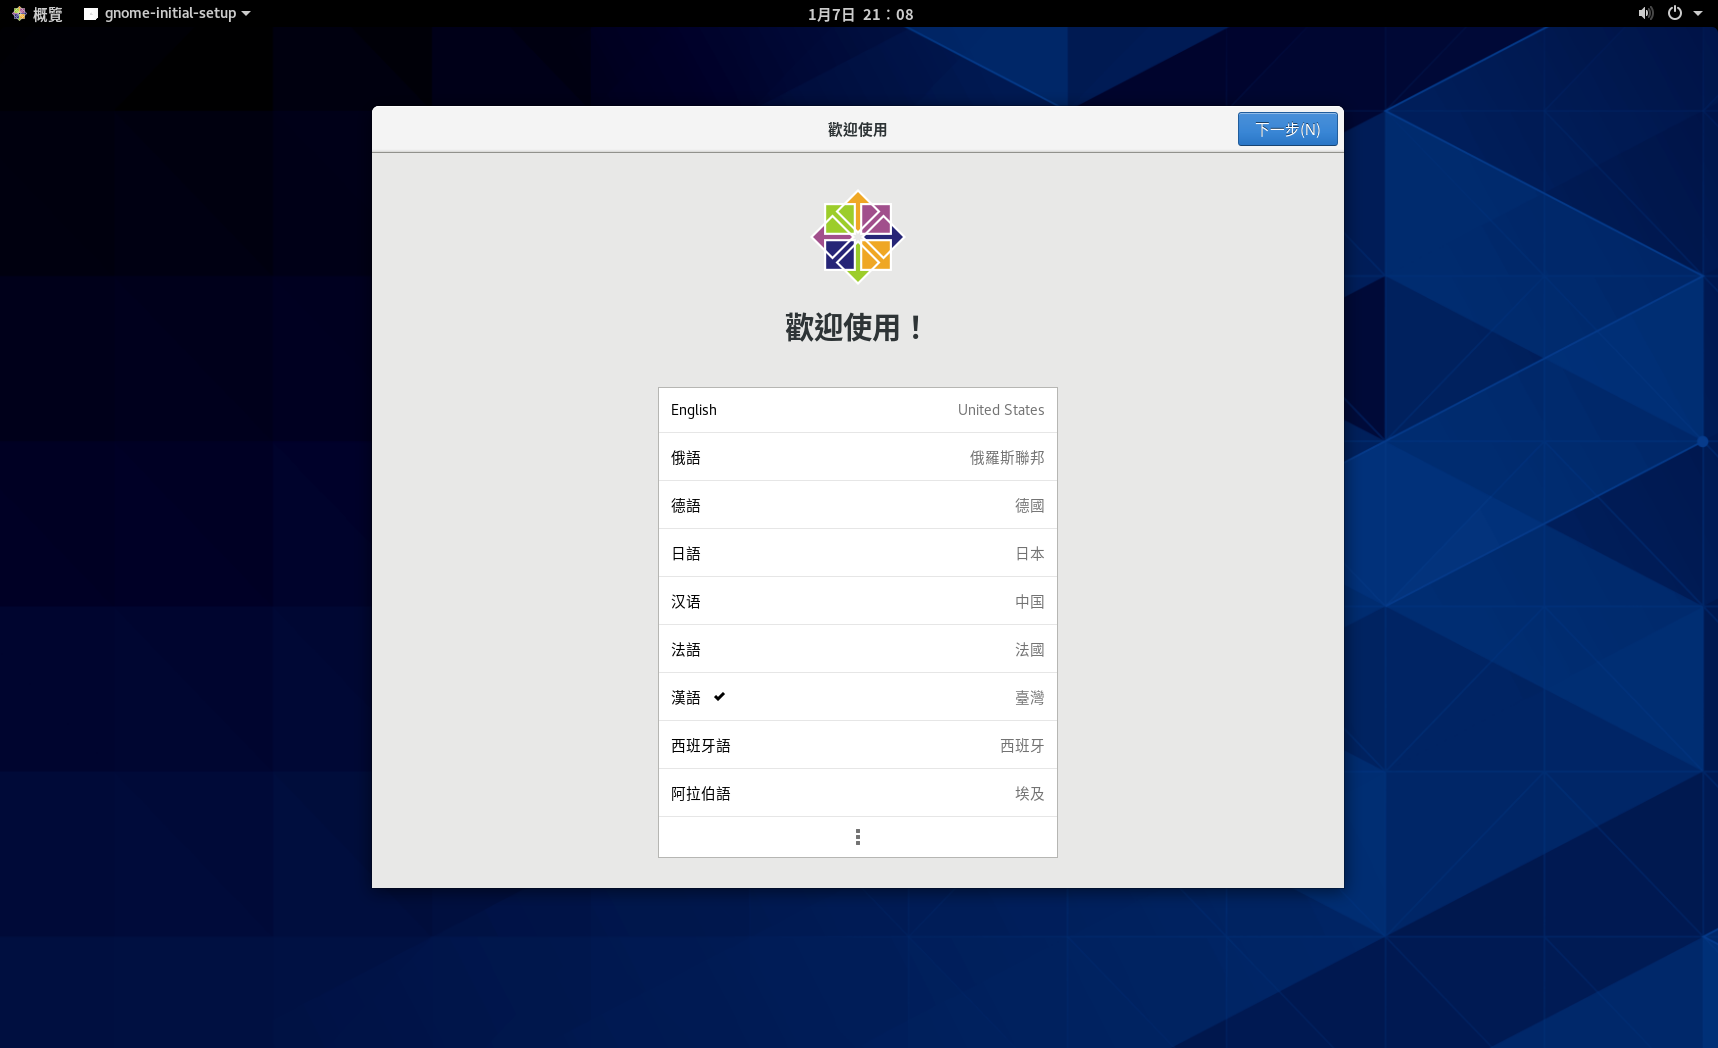 概覽 gnome-initial-setup 1月7日 21：08
歡迎使用 下一步(N)
歡迎使用！
English United States
俄語 俄羅斯聯邦
德語 德國
日語 日本
汉语 中国
法語 法國
漢語 臺灣
西班牙語 西班牙
阿拉伯語 埃及